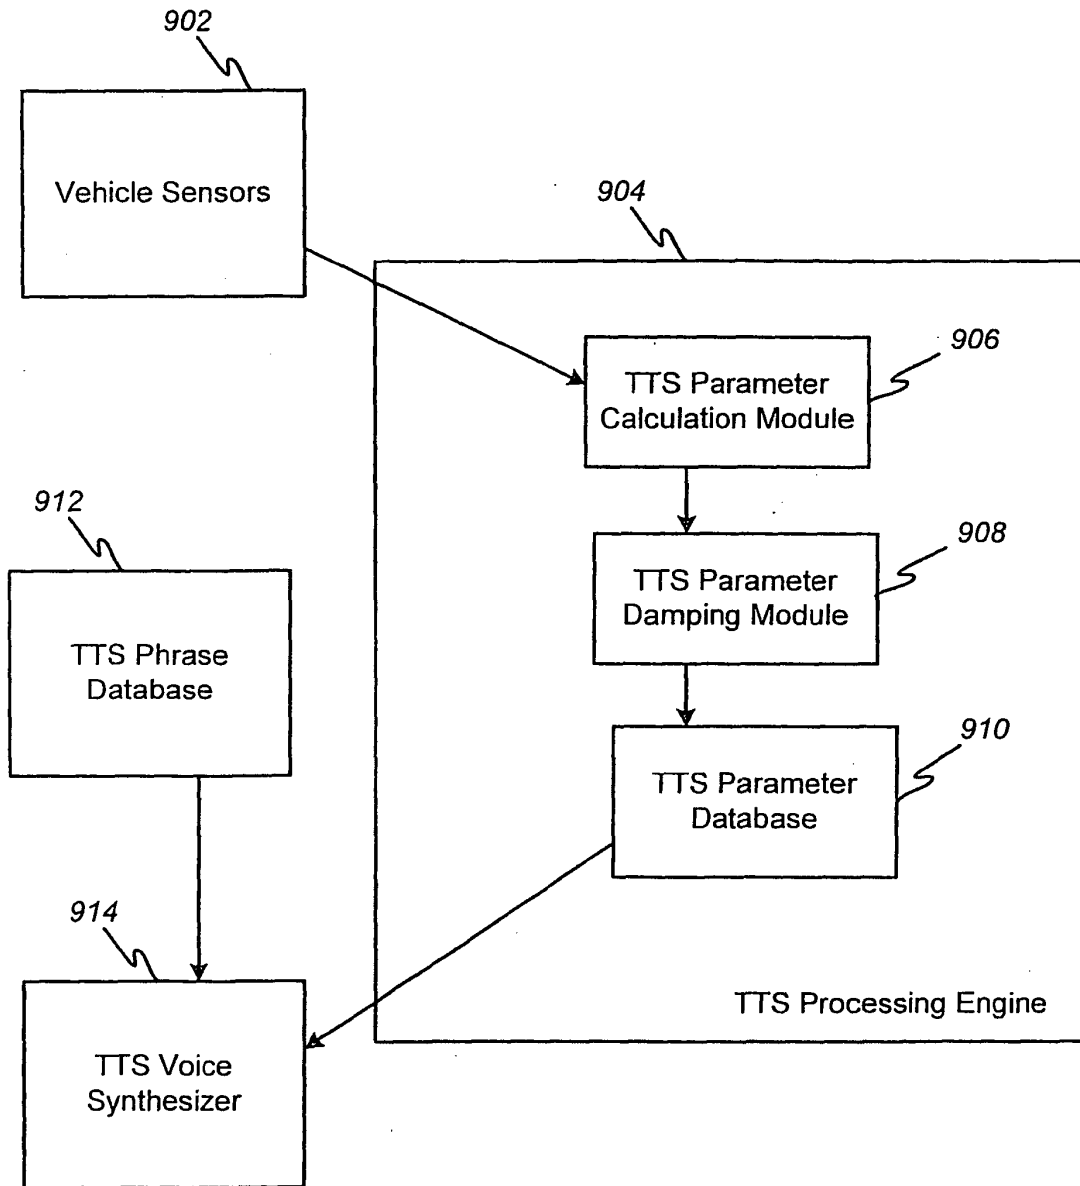 902
Vehicle Sensors
904
906
TTS Parameter
Calculation Module
908
TTS Parameter
Damping Module
912
TTS Phrase
Database
910
TTS Parameter
Database
914
TTS Processing Engine
TTS Voice
Synthesizer